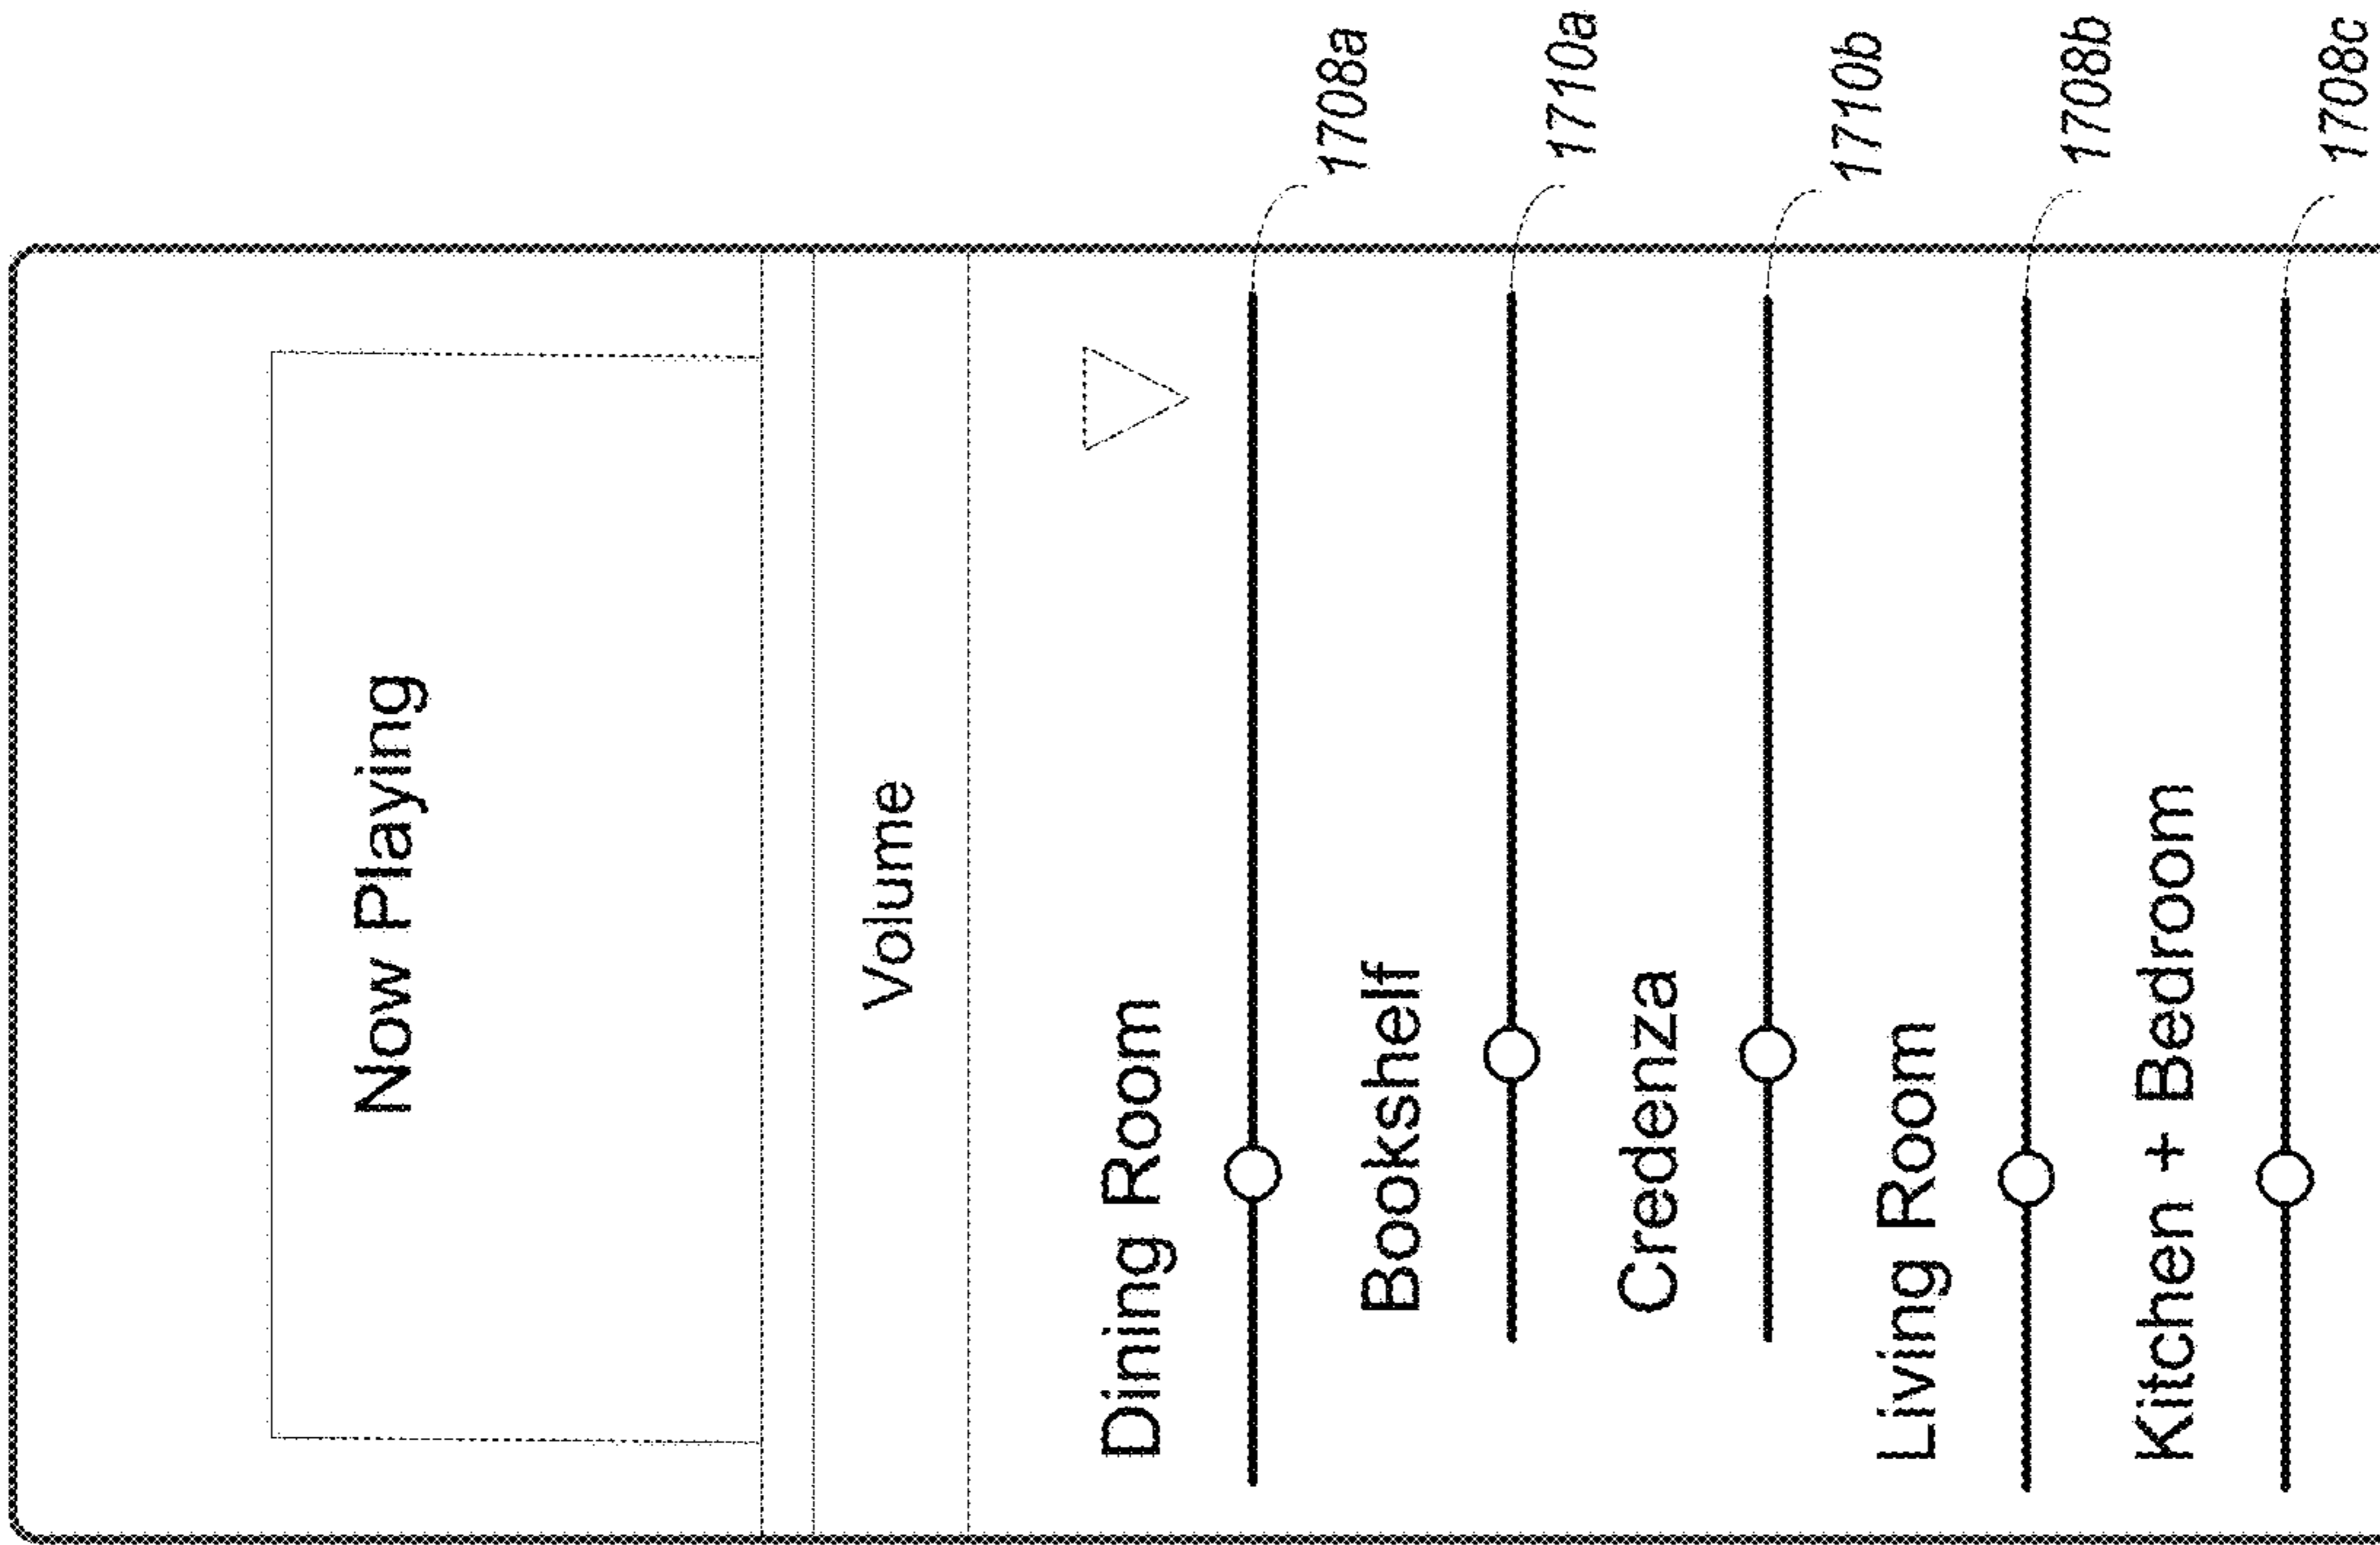 Now Playing
Volume
Dining Room
1708a
Bookshelf
1710a
Credenza
1710b
Living Room
1708b
Kitchen + Bedroom
1708c